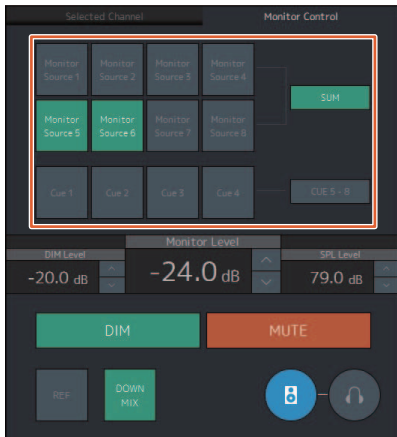 Selected Channel
Monitor Control
Monitor Source 1
Monitor Source 2
Monitor Source 3
Monitor Source 4
SUM
Monitor Source 5
Monitor Source 6
Monitor Source 7
Monitor Source 8
Cue 1
Cue 2
Cue 3
Cue 4
CUE 5 - 8
Monitor Level
DIM Level
SPL Level
-20.0 dB
-24.0 dB
79.0 dB
DIM
MUTE
REF
DOWN
MIX